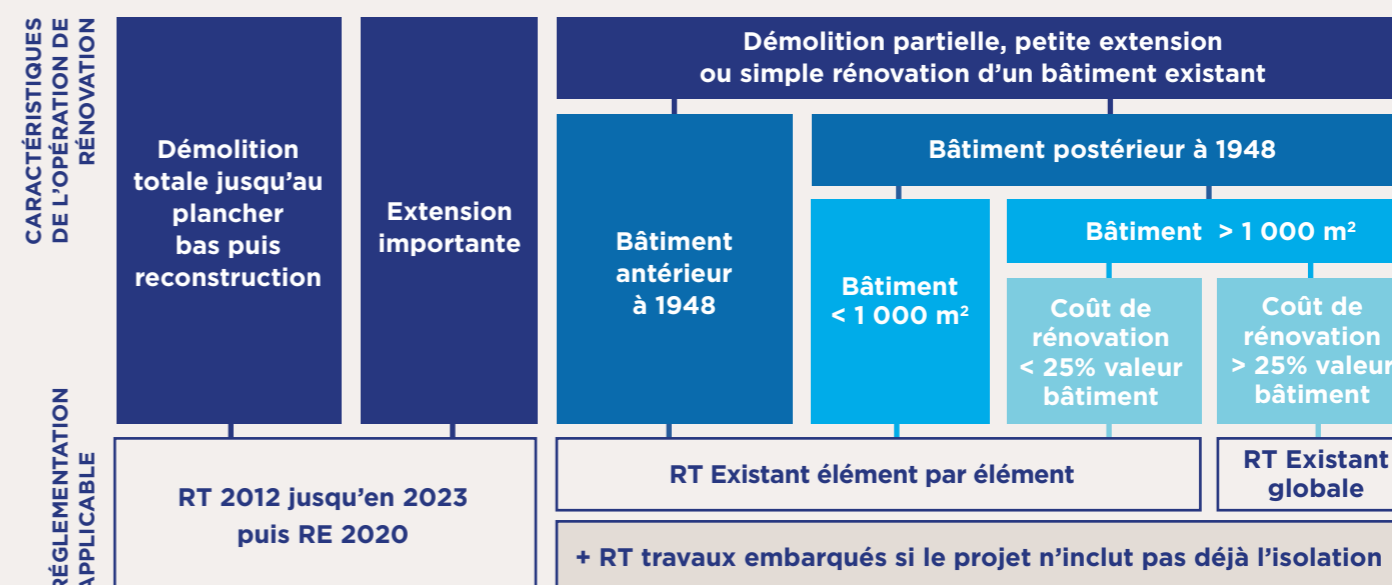 CARACTÉRISTIQUES
DE L'OPÉRATION DE
RÉNOVATION
Démolition
totale jusqu'au
plancher
bas puis
reconstruction
Extension
importante
Démolition partielle, petite extension
ou simple rénovation d'un bâtiment existant
Bâtiment
antérieur
à 1948
Bâtiment postérieur à 1948
Bâtiment
< 1 000 m²
Bâtiment > 1 000 m²
Coût de
rénovation
< 25% valeur
bâtiment
Coût de
rénovation
> 25% valeur
bâtiment
RÉGLEMENTATION
APPLICABLE
RT 2012 jusqu'en 2023
puis RE 2020
RT Existant élément par élément
RT Existant
globale
+ RT travaux embarqués si le projet n'inclut pas déjà l'isolation